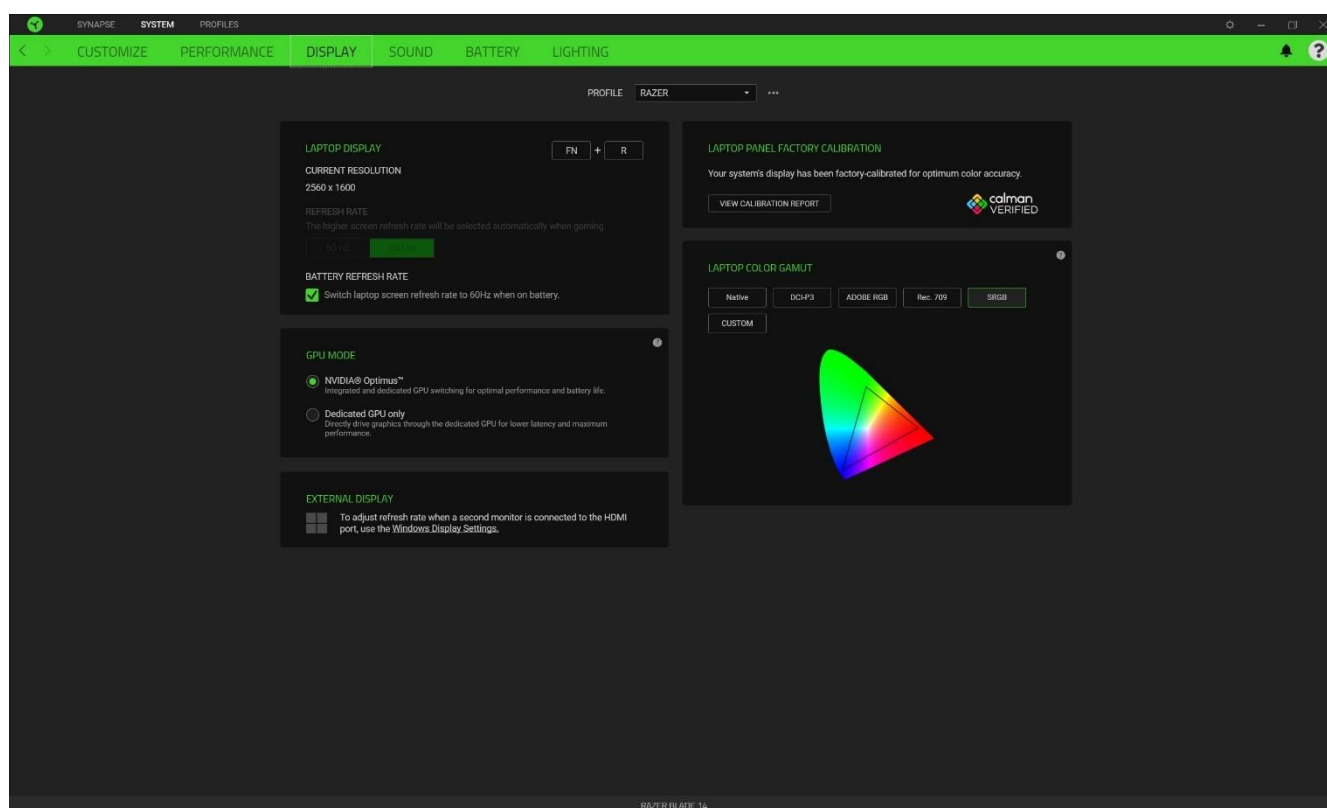 SYNAPSE SYSTEM PROFILES
CUSTOMIZE PERFORMANCE DISPLAY SOUND BATTERY LIGHTING
PROFILE RAZER
LAPTOP DISPLAY
FN + R
CURRENT RESOLUTION
2560 x 1600
REFRESH RATE
The higher screen refresh rate will be selected automatically when gaming.
60 Hz 240 Hz
BATTERY REFRESH RATE
Switch laptop screen refresh rate to 60Hz when on battery.
GPU MODE
NVIDIA® Optimus™
Integrated and dedicated GPU switching for optimal performance and battery life.
Dedicated GPU only
Directly drive graphics through the dedicated GPU for lower latency and maximum
performance.
EXTERNAL DISPLAY
To adjust refresh rate when a second monitor is connected to the HDMI
port, use the Windows Display Settings.
LAPTOP PANEL FACTORY CALIBRATION
Your system's display has been factory-calibrated for optimum color accuracy.
VIEW CALIBRATION REPORT
calman
VERIFIED
LAPTOP COLOR GAMUT
Native DCI-P3 ADOBE RGB Rec. 709 SRGB
CUSTOM
RAZER BLADE 14